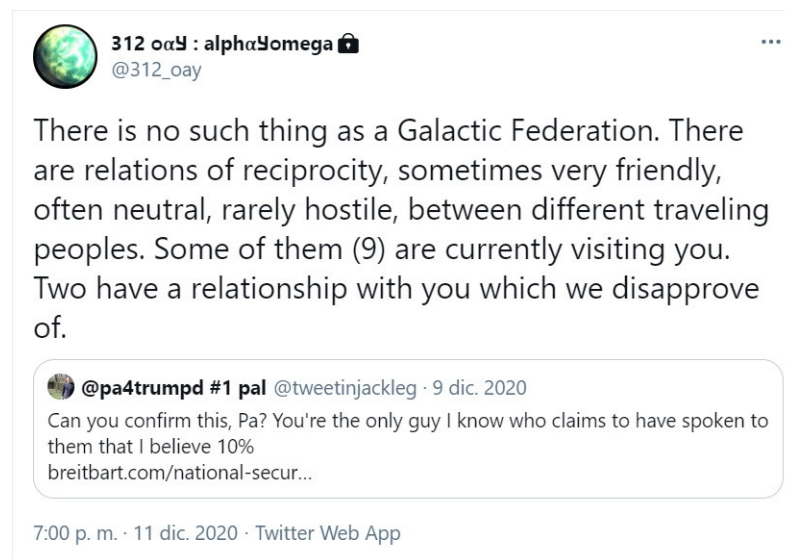 312 oαY : alphαYomega
@312_oay
There is no such thing as a Galactic Federation. There
are relations of reciprocity, sometimes very friendly,
often neutral, rarely hostile, between different traveling
peoples. Some of them (9) are currently visiting you.
Two have a relationship with you which we disapprove
of.
@pa4trumpd #1 pal @tweetinjackleg · 9 dic. 2020
Can you confirm this, Pa? You're the only guy I know who claims to have spoken to
them that I believe 10%
breitbart.com/national-secur...
7:00 p. m. · 11 dic. 2020 · Twitter Web App